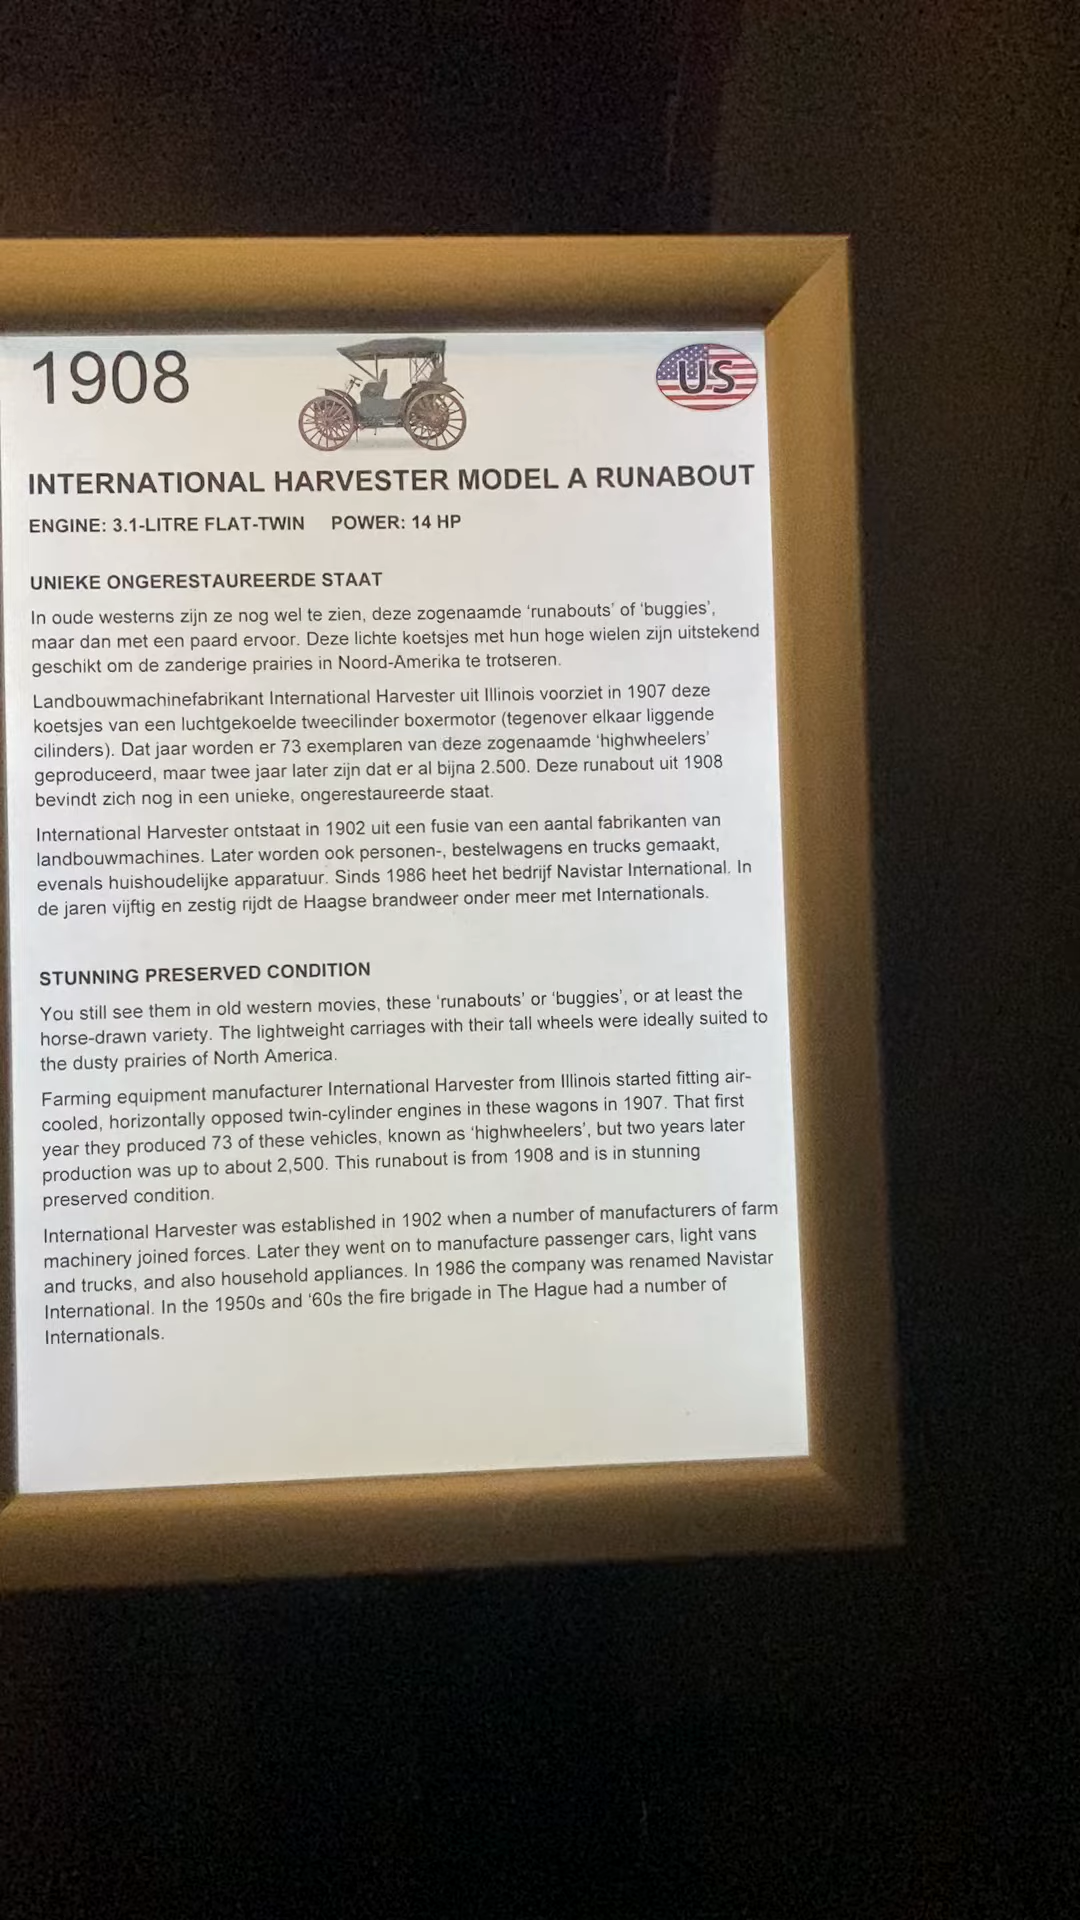 1908
US
INTERNATIONAL HARVESTER MODEL A RUNABOUT
ENGINE: 3.1-LITRE FLAT-TWIN POWER: 14 HP
UNIEKE ONGERESTAUREERDE STAAT
In oude westerns zijn ze nog wel te zien, deze zogenaamde 'runabouts' of 'buggies',
maar dan met een paard ervoor. Deze lichte koetsjes met hun hoge wielen zijn uitstekend
geschikt om de zanderige prairies in Noord-Amerika te trotseren.
Landbouwmachinefabrikant International Harvester uit Illinois voorziet in 1907 deze
koetsjes van een luchtgekoelde tweecilinder boxermotor (tegenover elkaar liggende
cilinders). Dat jaar worden er 73 exemplaren van deze zogenaamde 'highwheelers'
geproduceerd, maar twee jaar later zijn dat er al bijna 2.500. Deze runabout uit 1908
bevindt zich nog in een unieke, ongerestaureerde staat.
International Harvester ontstaat in 1902 uit een fusie van een aantal fabrikanten van
landbouwmachines. Later worden ook personen-, bestelwagens en trucks gemaakt,
evenals huishoudelijke apparatuur. Sinds 1986 heet het bedrijf Navistar International. In
de jaren vijftig en zestig rijdt de Haagse brandweer onder meer met Internationals.
STUNNING PRESERVED CONDITION
You still see them in old western movies, these 'runabouts' or 'buggies', or at least the
horse-drawn variety. The lightweight carriages with their tall wheels were ideally suited to
the dusty prairies of North America.
Farming equipment manufacturer International Harvester from Illinois started fitting air-
cooled, horizontally opposed twin-cylinder engines in these wagons in 1907. That first
year they produced 73 of these vehicles, known as 'highwheelers', but two years later
production was up to about 2,500. This runabout is from 1908 and is in stunning
preserved condition.
International Harvester was established in 1902 when a number of manufacturers of farm
machinery joined forces. Later they went on to manufacture passenger cars, light vans
and trucks, and also household appliances. In 1986 the company was renamed Navistar
International. In the 1950s and '60s the fire brigade in The Hague had a number of
Internationals.